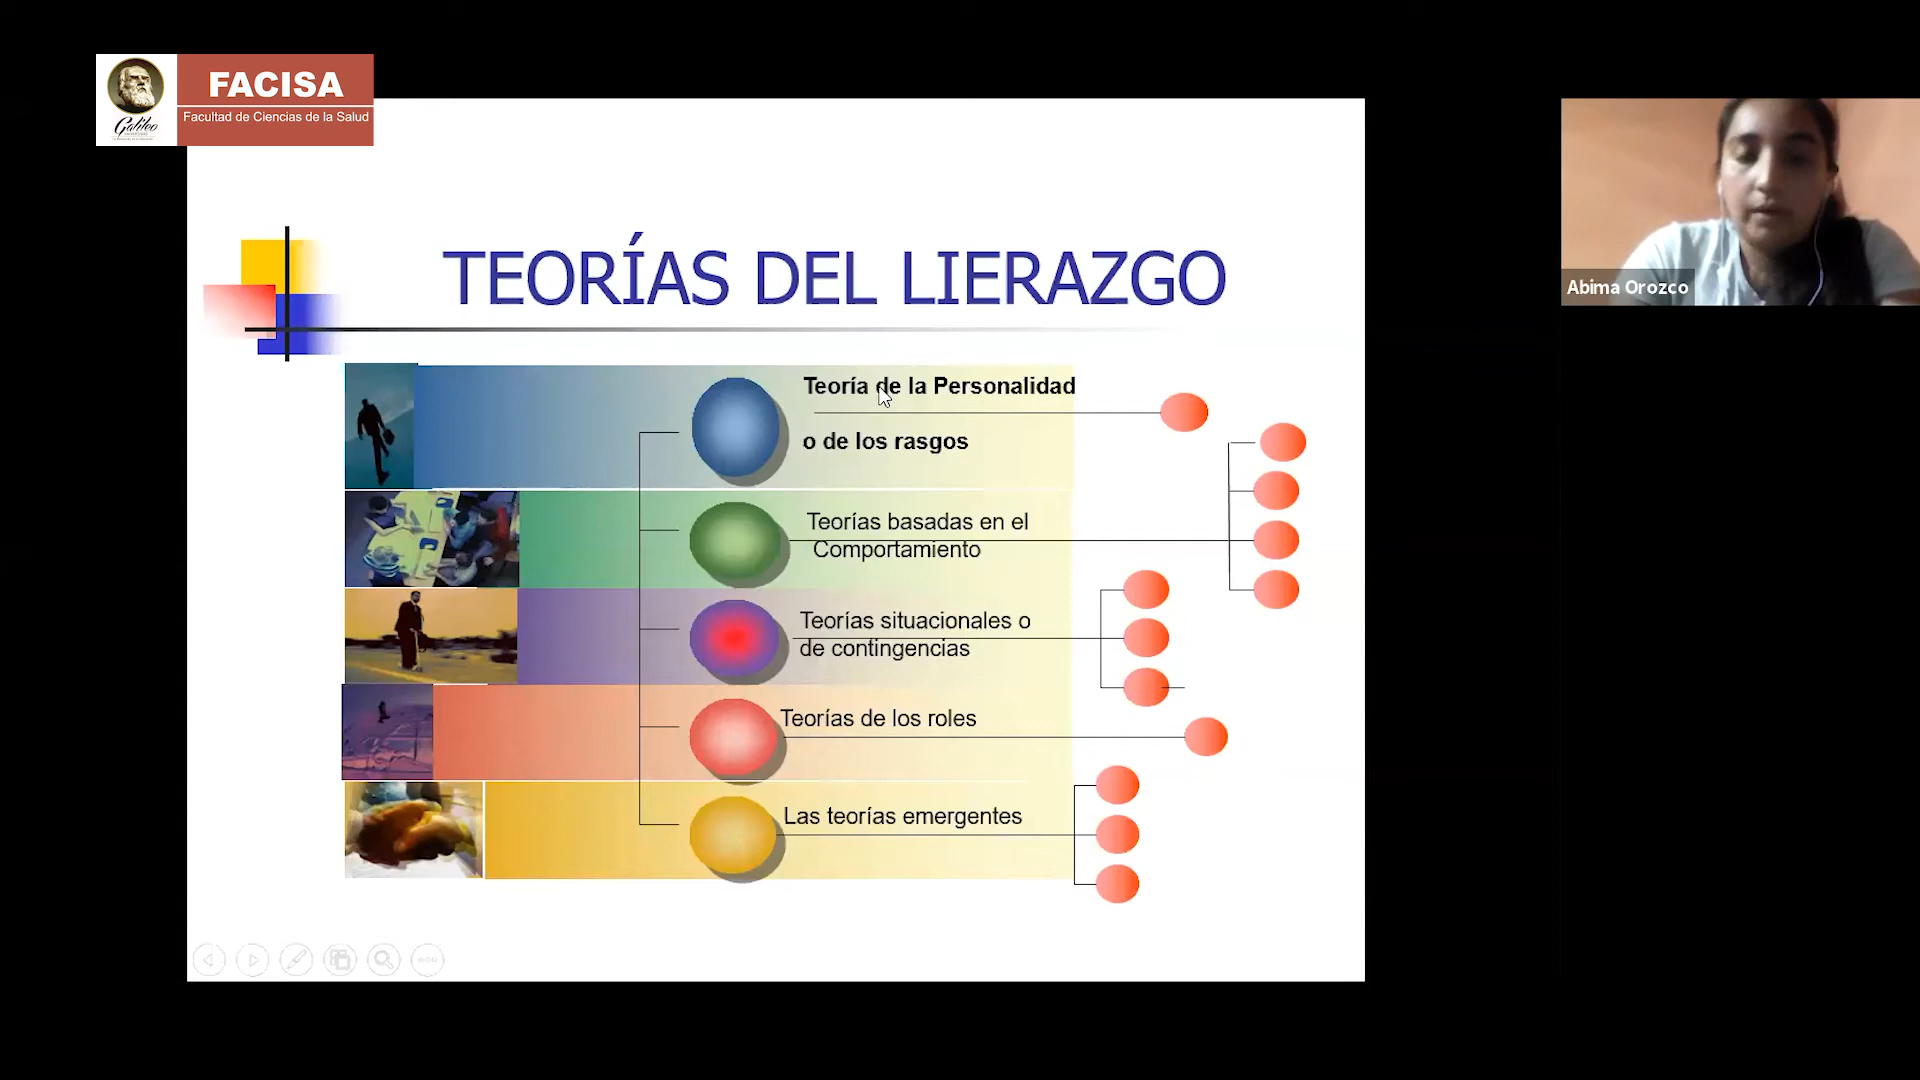 FACISA
Galileo
Facultad de Ciencias de la Salud
TEORÍAS DEL LIERAZGO
Abima Orozco
Teoría de la Personalidad
o de los rasgos
Teorías basadas en el
Comportamiento
Teorías situacionales o
de contingencias
Teorías de los roles
Las teorías emergentes